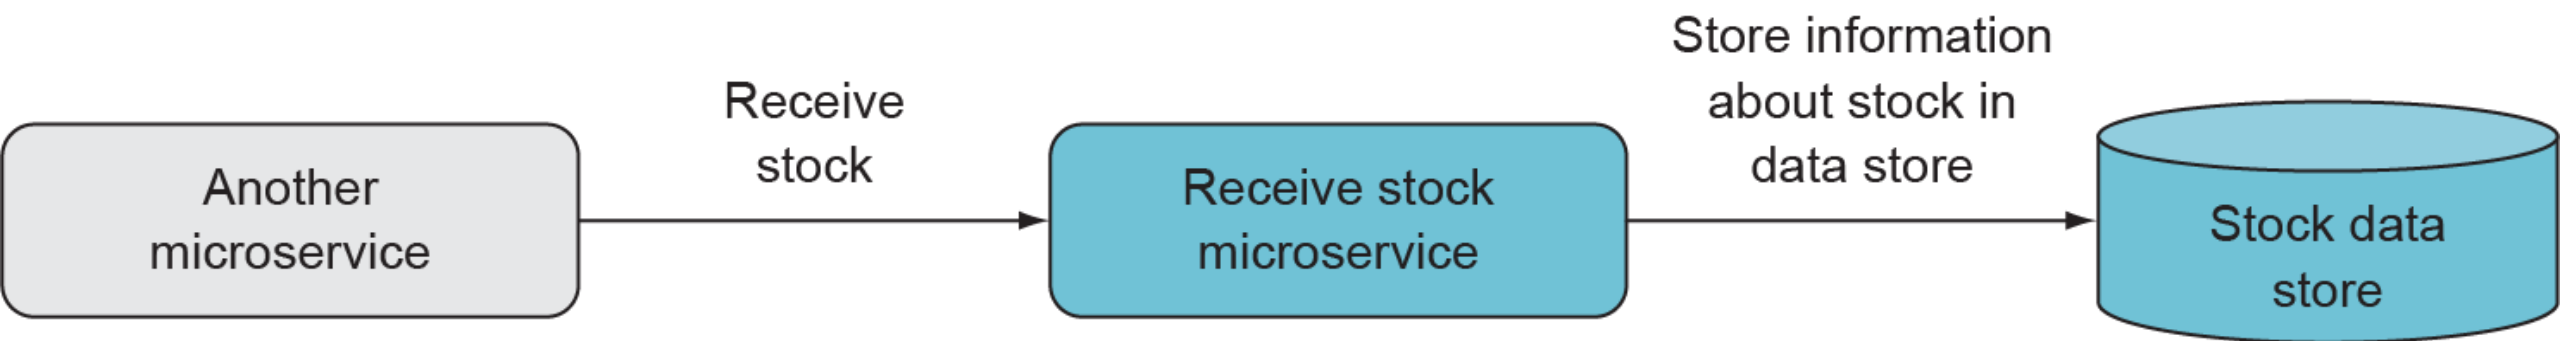 Another
microservice
Receive
stock
Receive stock
microservice
Store information
about stock in
data store
Stock data
store